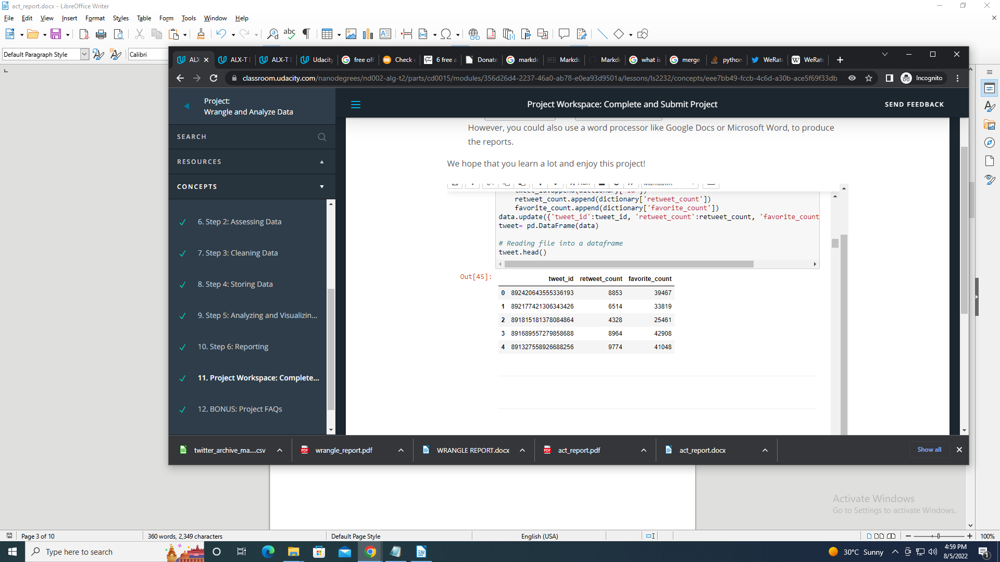 act_report.docx - LibreOffice Writer
File Edit View Insert Format Styles Table Form Tools Window Help
Default Paragraph Style
Calibri
ALX
ALX-T
ALX-T
Udacity
free off
Check
6 free a
Donate
markdo
Markdo
Markdo
what is
merge
python
WeRat
WeRat
classroom.udacity.com/nanodegrees/nd002-alg-t2/parts/cd0015/modules/356d26d4-2237-46a0-ab78-e0ea93d9501a/lessons/ls2232/concepts/eee7bb49-fccb-4c6d-a30b-ace5f69f33db
Incognito
Project:
Wrangle and Analyze Data
Project Workspace: Complete and Submit Project
SEND FEEDBACK
SEARCH
RESOURCES
CONCEPTS
6. Step 2: Assessing Data
7. Step 3: Cleaning Data
8. Step 4: Storing Data
9. Step 5: Analyzing and Visualizin...
10. Step 6: Reporting
11. Project Workspace: Complete...
12. BONUS: Project FAQs
However, you could also use a word processor like Google Docs or Microsoft Word, to produce
the reports.
We hope that you learn a lot and enjoy this project!
retweet_count.append(dictionary['retweet_count'])
favorite_count.append(dictionary['favorite_count'])
data.update({'tweet_id':tweet_id, 'retweet_count':retweet_count, 'favorite_count
tweet= pd.DataFrame(data)
# Reading file into a dataframe
tweet.head()
Out[45]:
tweet_id retweet_count favorite_count
0 892420643555336193 8853 39467
1 892177421306343426 6514 33819
2 891815181378084864 4328 25461
3 891689557279858688 8964 42908
4 891327558926688256 9774 41048
twitter_archive_ma....csv
wrangle_report.pdf
WRANGLE REPORT.docx
act_report.pdf
act_report.docx
Show all
Activate Windows
Go to Settings to activate Windows.
Page 3 of 10
360 words, 2,349 characters
Default Page Style
English (USA)
100%
Type here to search
30°C Sunny
4:59 PM
8/5/2022
1